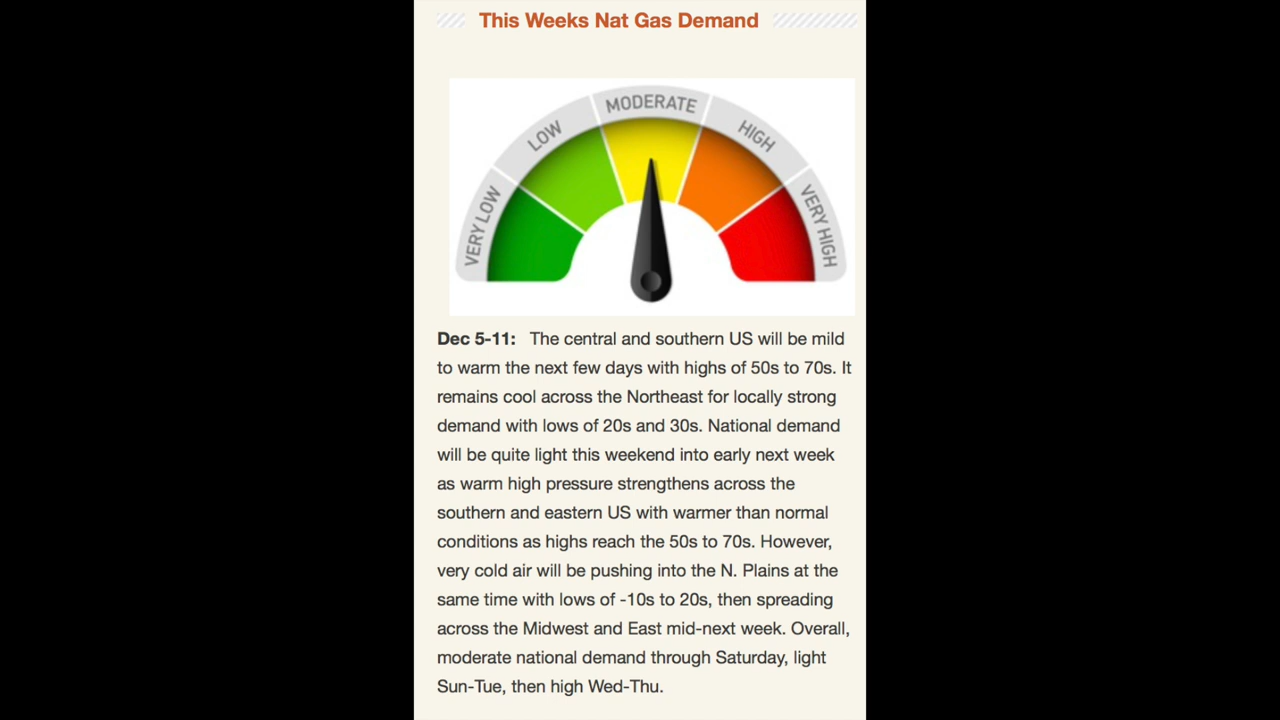 This Weeks Nat Gas Demand
VERY LOW
LOW
MODERATE
HIGH
VERY HIGH
Dec 5-11: The central and southern US will be mild
to warm the next few days with highs of 50s to 70s. It
remains cool across the Northeast for locally strong
demand with lows of 20s and 30s. National demand
will be quite light this weekend into early next week
as warm high pressure strengthens across the
southern and eastern US with warmer than normal
conditions as highs reach the 50s to 70s. However,
very cold air will be pushing into the N. Plains at the
same time with lows of -10s to 20s, then spreading
across the Midwest and East mid-next week. Overall,
moderate national demand through Saturday, light
Sun-Tue, then high Wed-Thu.